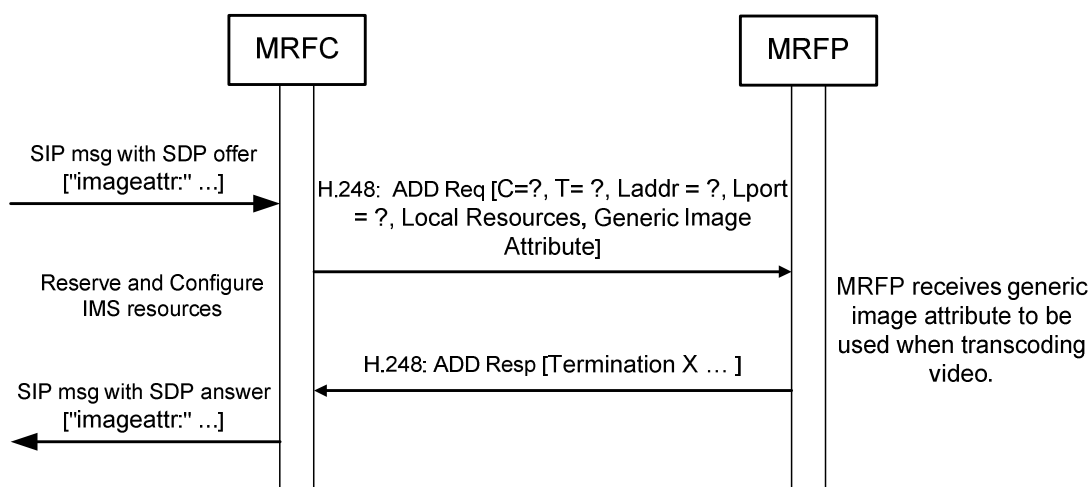 MRFC
MRFP
SIP msg with SDP offer
["imageattr:" ...]
H.248: ADD Req [C=?, T= ?, Laddr = ?, Lport
= ?, Local Resources, Generic Image
Attribute]
Reserve and Configure
IMS resources
MRFP receives generic
image attribute to be
used when transcoding
video.
H.248: ADD Resp [Termination X … ]
SIP msg with SDP answer
["imageattr:" ...]